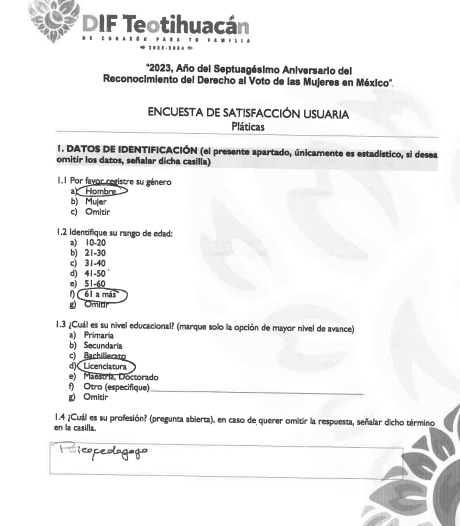 DIF Teotihuacán
DE CORAZÓN PARA TU FAMILIA
2022-2024
"2023, Año del Septuagésimo Aniversario del
Reconocimiento del Derecho al Voto de las Mujeres en México".
ENCUESTA DE SATISFACCIÓN USUARIA
Pláticas
1. DATOS DE IDENTIFICACIÓN (el presente apartado, únicamente es estadístico, si desea
omitir los datos, señalar dicha casilla)
1.1 Por favor registre su género
a) Hombre
b) Mujer
c) Omitir
1.2 Identifique su rango de edad:
a) 10-20
b) 21-30
c) 31-40
d) 41-50
e) 51-60
f) 61 a más
g) Omitir
1.3 ¿Cuál es su nivel educacional? (marque solo la opción de mayor nivel de avance)
a) Primaria
b) Secundaria
c) Bachillerato
d) Licenciatura
e) Maestría, Doctorado
f) Otro (especifique)
g) Omitir
1.4 ¿Cuál es su profesión? (pregunta abierta), en caso de querer omitir la respuesta, señalar dicho término
en la casilla.
Psicopedagogo